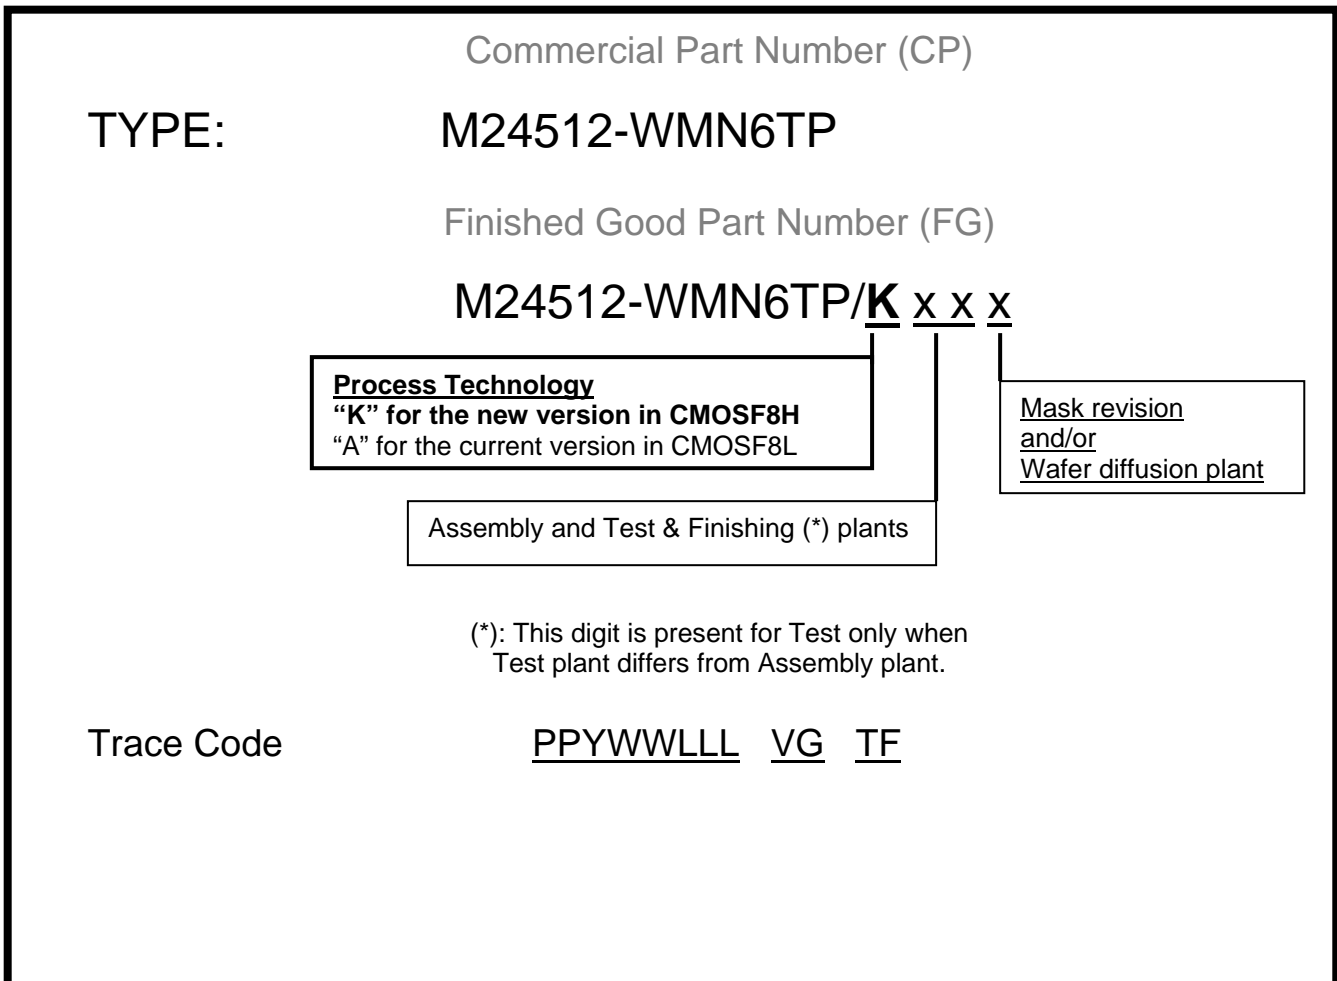 Commercial Part Number (CP)
TYPE: M24512-WMN6TP
Finished Good Part Number (FG)
M24512-WMN6TP/K x x x
Process Technology
“K” for the new version in CMOSF8H
“A” for the current version in CMOSF8L
Mask revision
and/or
Wafer diffusion plant
Assembly and Test & Finishing (*) plants
(*): This digit is present for Test only when
Test plant differs from Assembly plant.
Trace Code PPYWWLLL VG TF